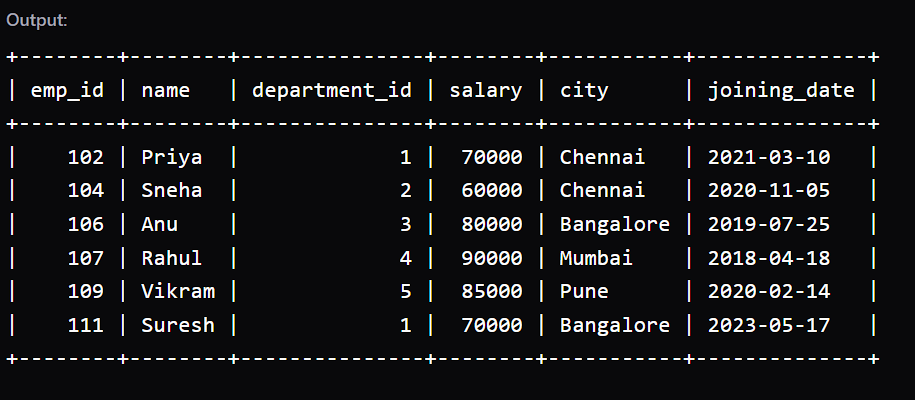 Output:
+--------+--------+---------------+--------+-----------+--------------+
| emp_id | name   | department_id | salary | city      | joining_date |
+--------+--------+---------------+--------+-----------+--------------+
|    102 | Priya  |             1 |  70000 | Chennai   | 2021-03-10   |
|    104 | Sneha  |             2 |  60000 | Chennai   | 2020-11-05   |
|    106 | Anu    |             3 |  80000 | Bangalore | 2019-07-25   |
|    107 | Rahul  |             4 |  90000 | Mumbai    | 2018-04-18   |
|    109 | Vikram |             5 |  85000 | Pune      | 2020-02-14   |
|    111 | Suresh |             1 |  70000 | Bangalore | 2023-05-17   |
+--------+--------+---------------+--------+-----------+--------------+